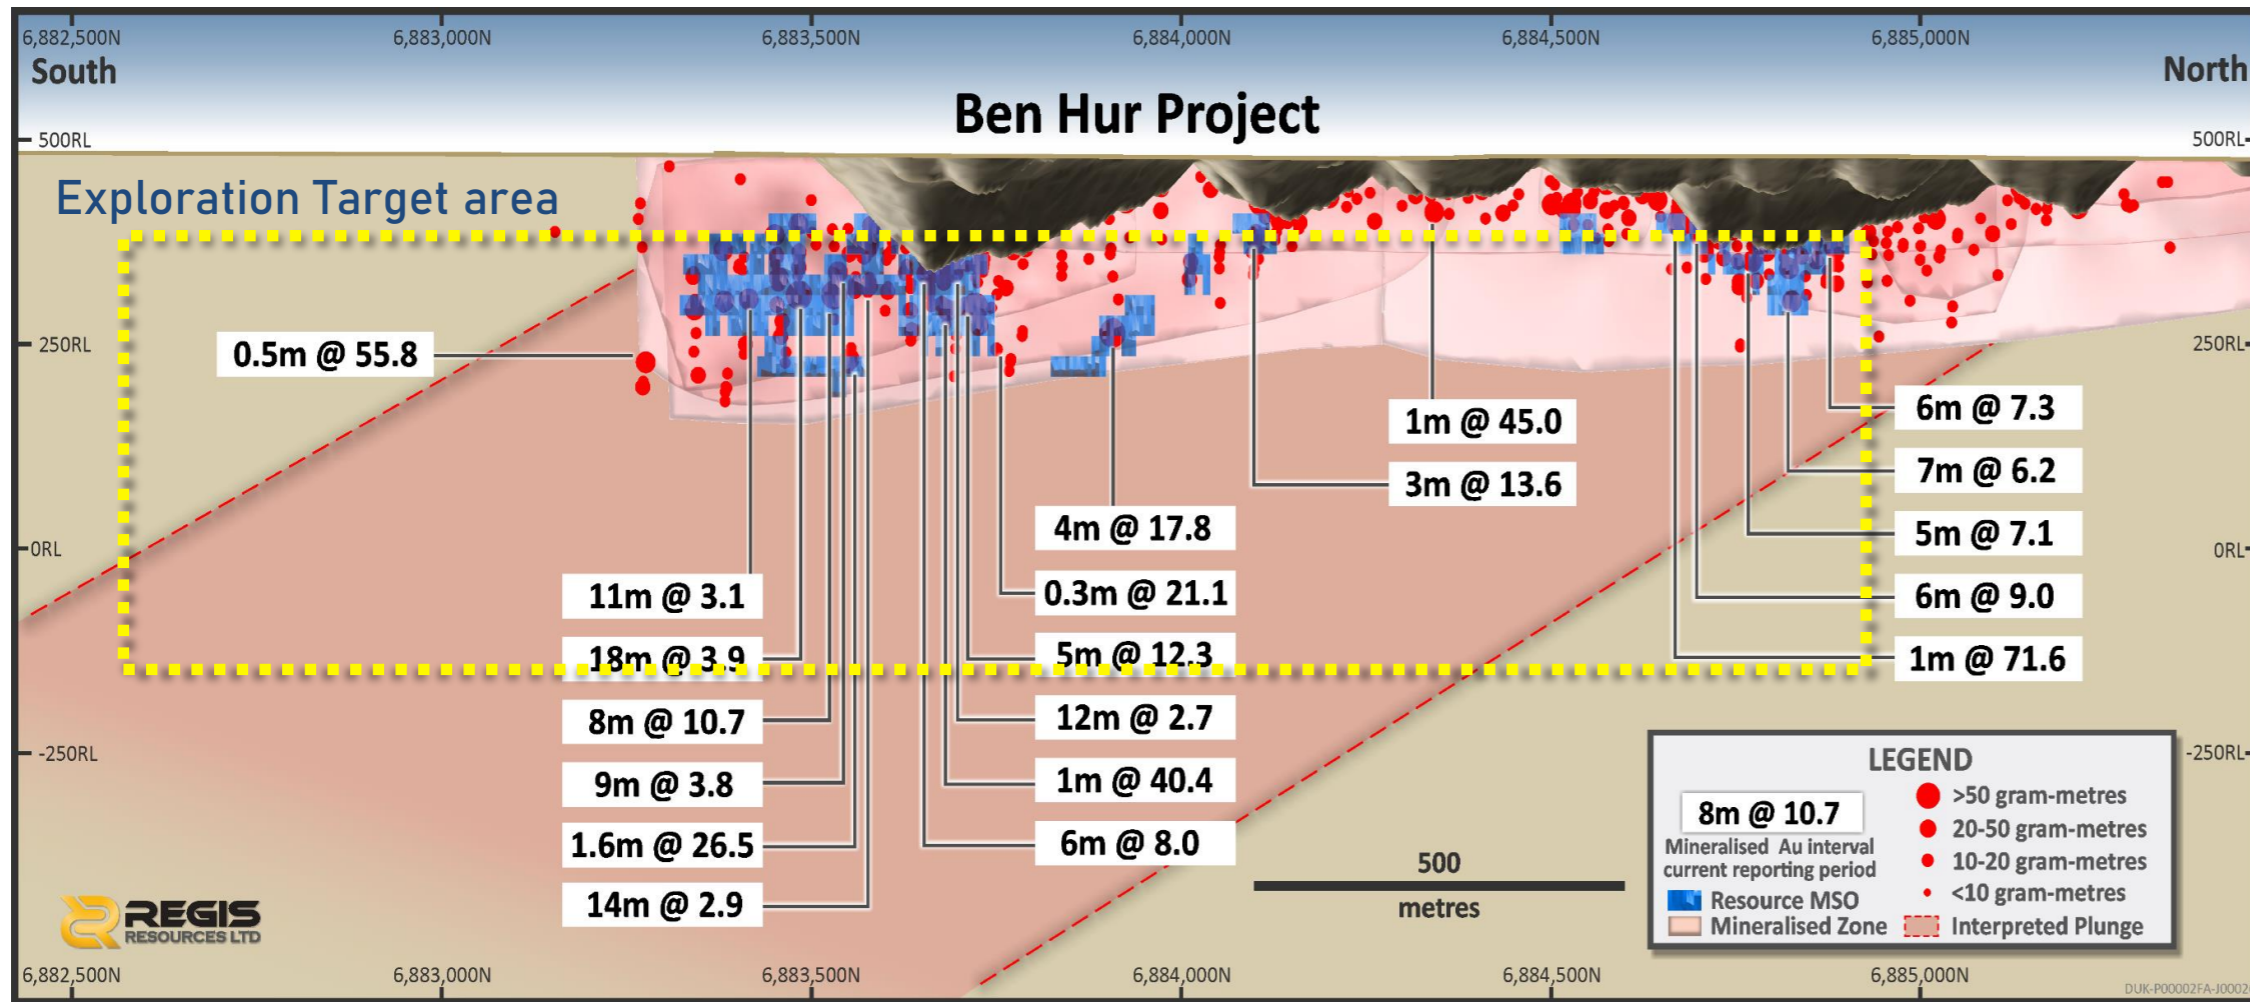 6,882,500N 6,883,000N 6,883,500N 6,884,000N 6,884,500N 6,885,000N
South North
Ben Hur Project
500RL 500RL
Exploration Target area
0.5m @ 55.8
250RL 250RL
6m @ 7.3
1m @ 45.0
7m @ 6.2
3m @ 13.6
4m @ 17.8
5m @ 7.1
0RL 0RL
11m @ 3.1
0.3m @ 21.1
6m @ 9.0
18m @ 3.9
5m @ 12.3
1m @ 71.6
8m @ 10.7
12m @ 2.7
-250RL -250RL
9m @ 3.8
1m @ 40.4
1.6m @ 26.5
6m @ 8.0
14m @ 2.9
500
metres
LEGEND
8m @ 10.7
Mineralised Au interval
current reporting period
Resource MSO
Mineralised Zone
>50 gram-metres
20-50 gram-metres
10-20 gram-metres
<10 gram-metres
Interpreted Plunge
REGIS
RESOURCES LTD
6,882,500N 6,883,000N 6,883,500N 6,884,000N 6,884,500N 6,885,000N